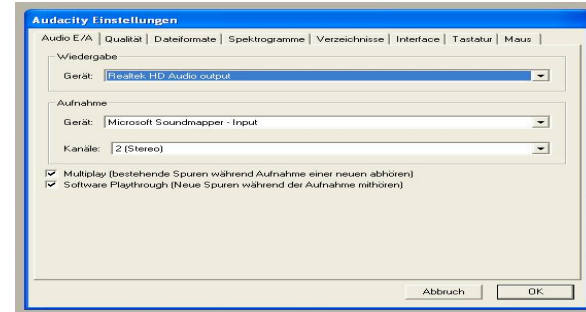 Audacity Einstellungen
Audio E/A Qualität Dateiformate Spektrogramme Verzeichnisse Interface Tastatur Maus
Wiedergabe
Gerät: Realtek HD Audio output
Aufnahme
Gerät: Microsoft Soundmapper - Input
Kanäle: 2 (Stereo)
Multiplay (bestehende Spuren während Aufnahme einer neuen abhören)
Software Playthrough (Neue Spuren während der Aufnahme mithören)
Abbruch OK